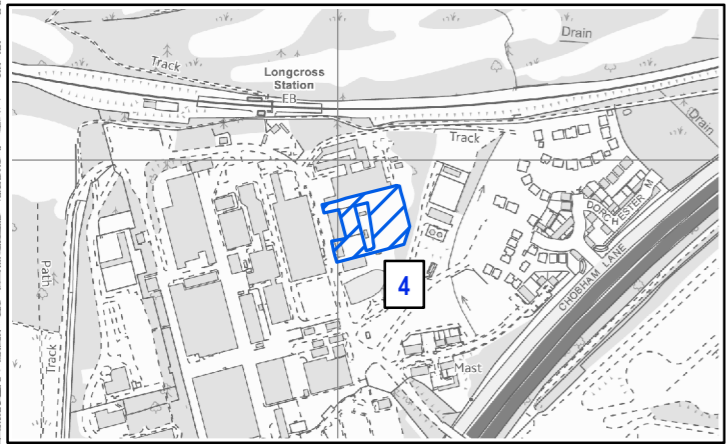 Drain
Track
Longcross
Station
FB
Track
Drain
DORCHESTER M
CHOBHAM LANE
Path
Track
4
Mast